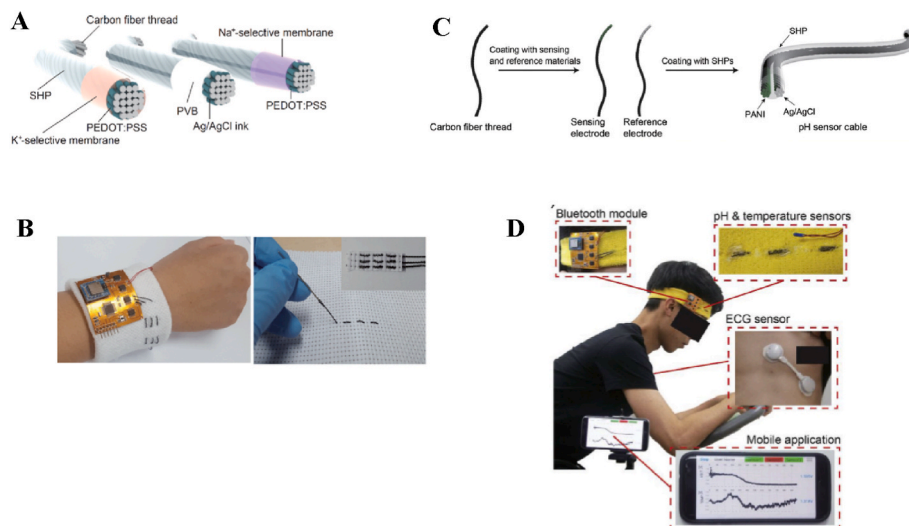 A
Carbon fiber thread
Na⁺-selective membrane
SHP
PEDOT:PSS
PVB
Ag/AgCl ink
PEDOT:PSS
K⁺-selective membrane
C
SHP
Coating with sensing
and reference materials
Coating with SHPs
Carbon fiber thread
Sensing
electrode
Reference
electrode
PANI
Ag/AgCl
pH sensor cable
B
D
Bluetooth module
pH & temperature sensors
ECG sensor
Mobile application